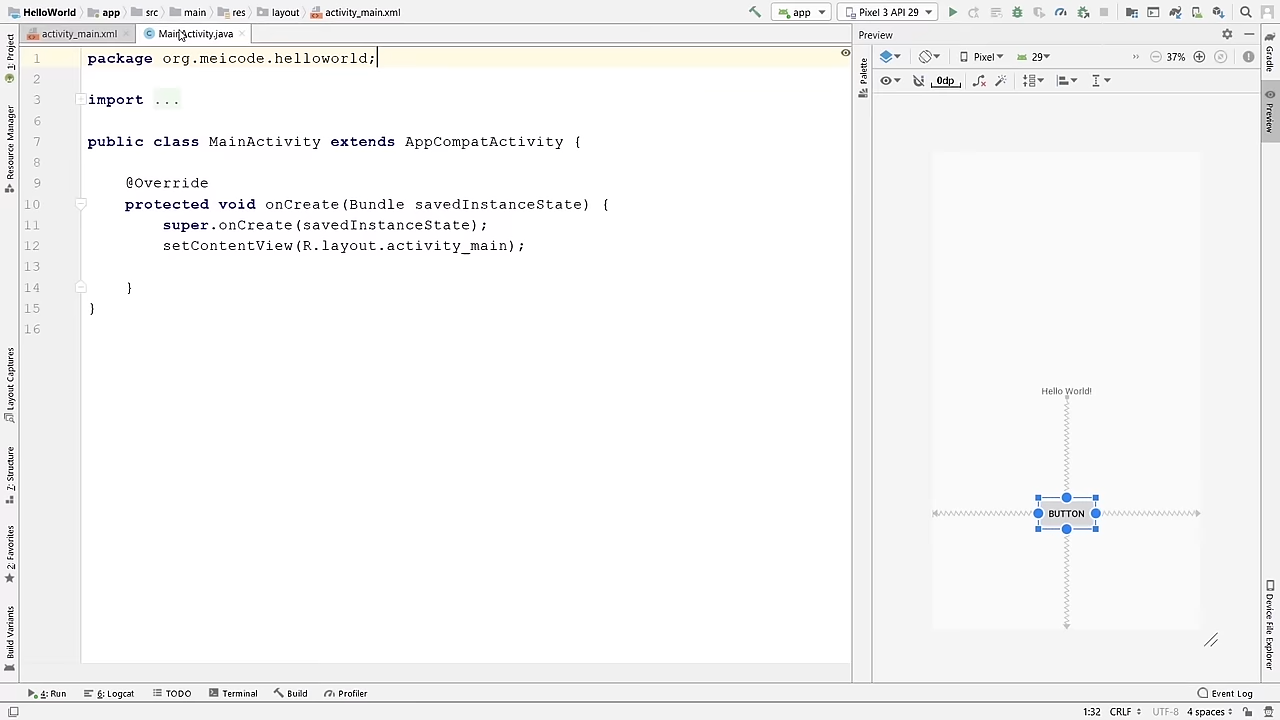 HelloWorld app src main res layout activity_main.xml app Pixel 3 API 29
activity_main.xml MainActivity.java Preview
1 package org.meicode.helloworld;
2
3 import ...
6
7 public class MainActivity extends AppCompatActivity {
8
9 @Override
10 protected void onCreate(Bundle savedInstanceState) {
11 super.onCreate(savedInstanceState);
12 setContentView(R.layout.activity_main);
13
14 }
15 }
16
1: Project
Resource Manager
Layout Captures
7: Structure
2: Favorites
Build Variants
Palette
Pixel 29 37%
0dp
Hello World!
BUTTON
Gradle
Preview
Device File Explorer
4: Run 6: Logcat TODO Terminal Build Profiler Event Log
1:32 CRLF UTF-8 4 spaces